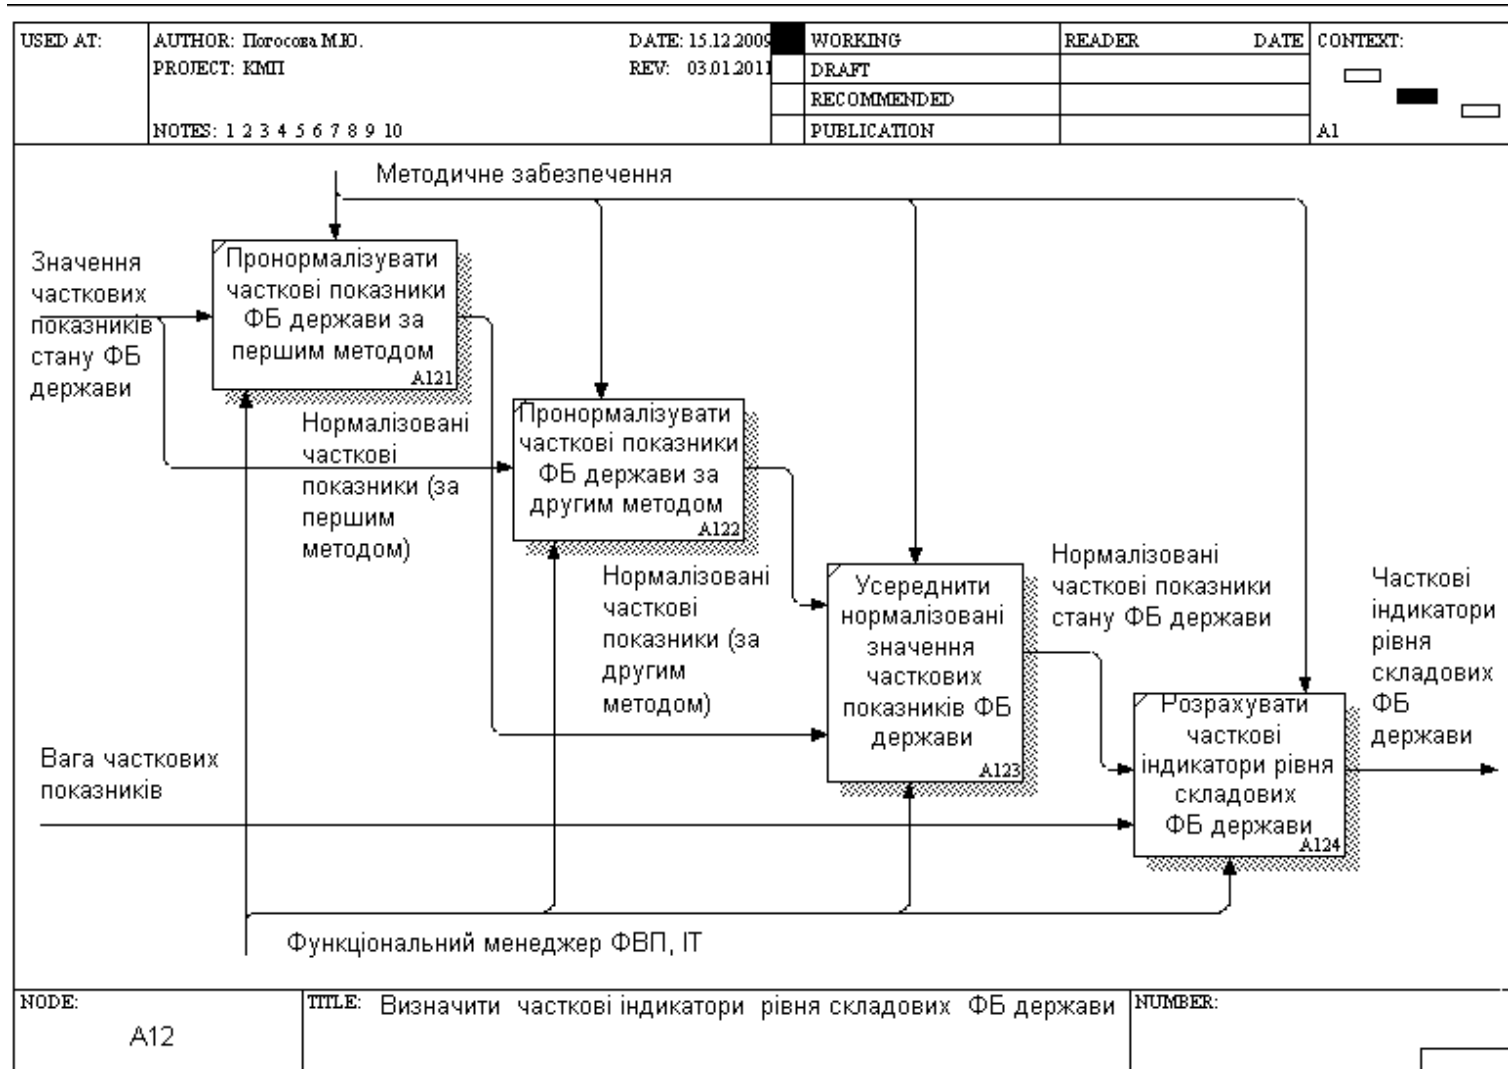 USED AT:
AUTHOR: Погосова М.Ю.
DATE: 15.12.2009
WORKING
READER
DATE
CONTEXT:
PROJECT: КМП
REV: 03.01.2011
DRAFT
RECOMMENDED
NOTES: 1 2 3 4 5 6 7 8 9 10
PUBLICATION
A1
Методичне забезпечення
Значення
часткових
показників
стану ФБ
держави
Пронормалізувати
часткові показники
ФБ держави за
першим методом
A121
Нормалізовані
часткові
показники (за
першим
методом)
Пронормалізувати
часткові показники
ФБ держави за
другим методом
A122
Нормалізовані
часткові
показники (за
другим
методом)
Усереднити
нормалізовані
значення
часткових
показників ФБ
держави
A123
Нормалізовані
часткові показники
стану ФБ держави
Часткові
індикатори
рівня
складових
ФБ
держави
Розрахувати
часткові
індикатори рівня
складових
ФБ держави
A124
Вага часткових
показників
Функціональний менеджер ФВП, ІТ
NODE:
A12
TITLE: Визначити часткові індикатори рівня складових ФБ держави
NUMBER: